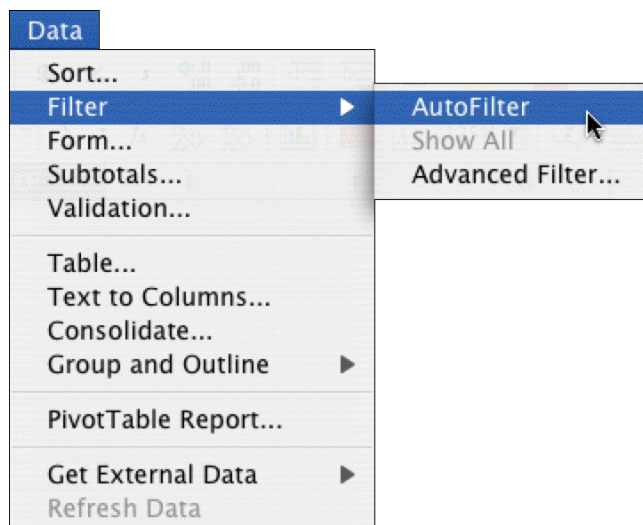 Data
Sort...
Filter
AutoFilter
Form...
Show All
Subtotals...
Advanced Filter...
Validation...
Table...
Text to Columns...
Consolidate...
Group and Outline
PivotTable Report...
Get External Data
Refresh Data